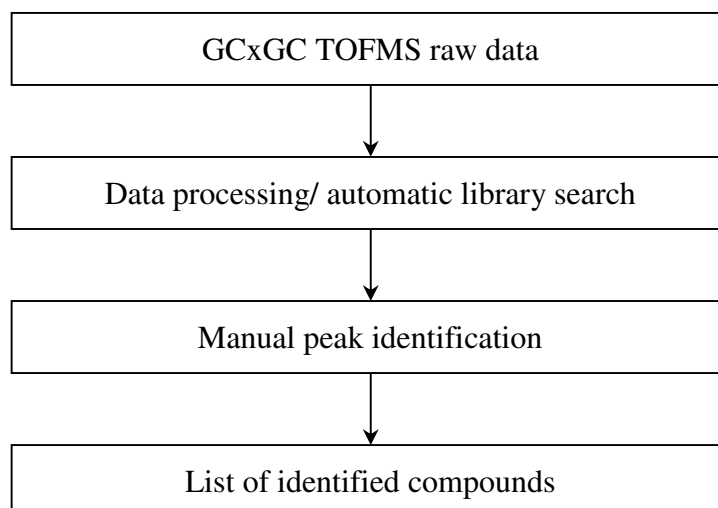 GCxGC TOFMS raw data
Data processing/ automatic library search
Manual peak identification
List of identified compounds